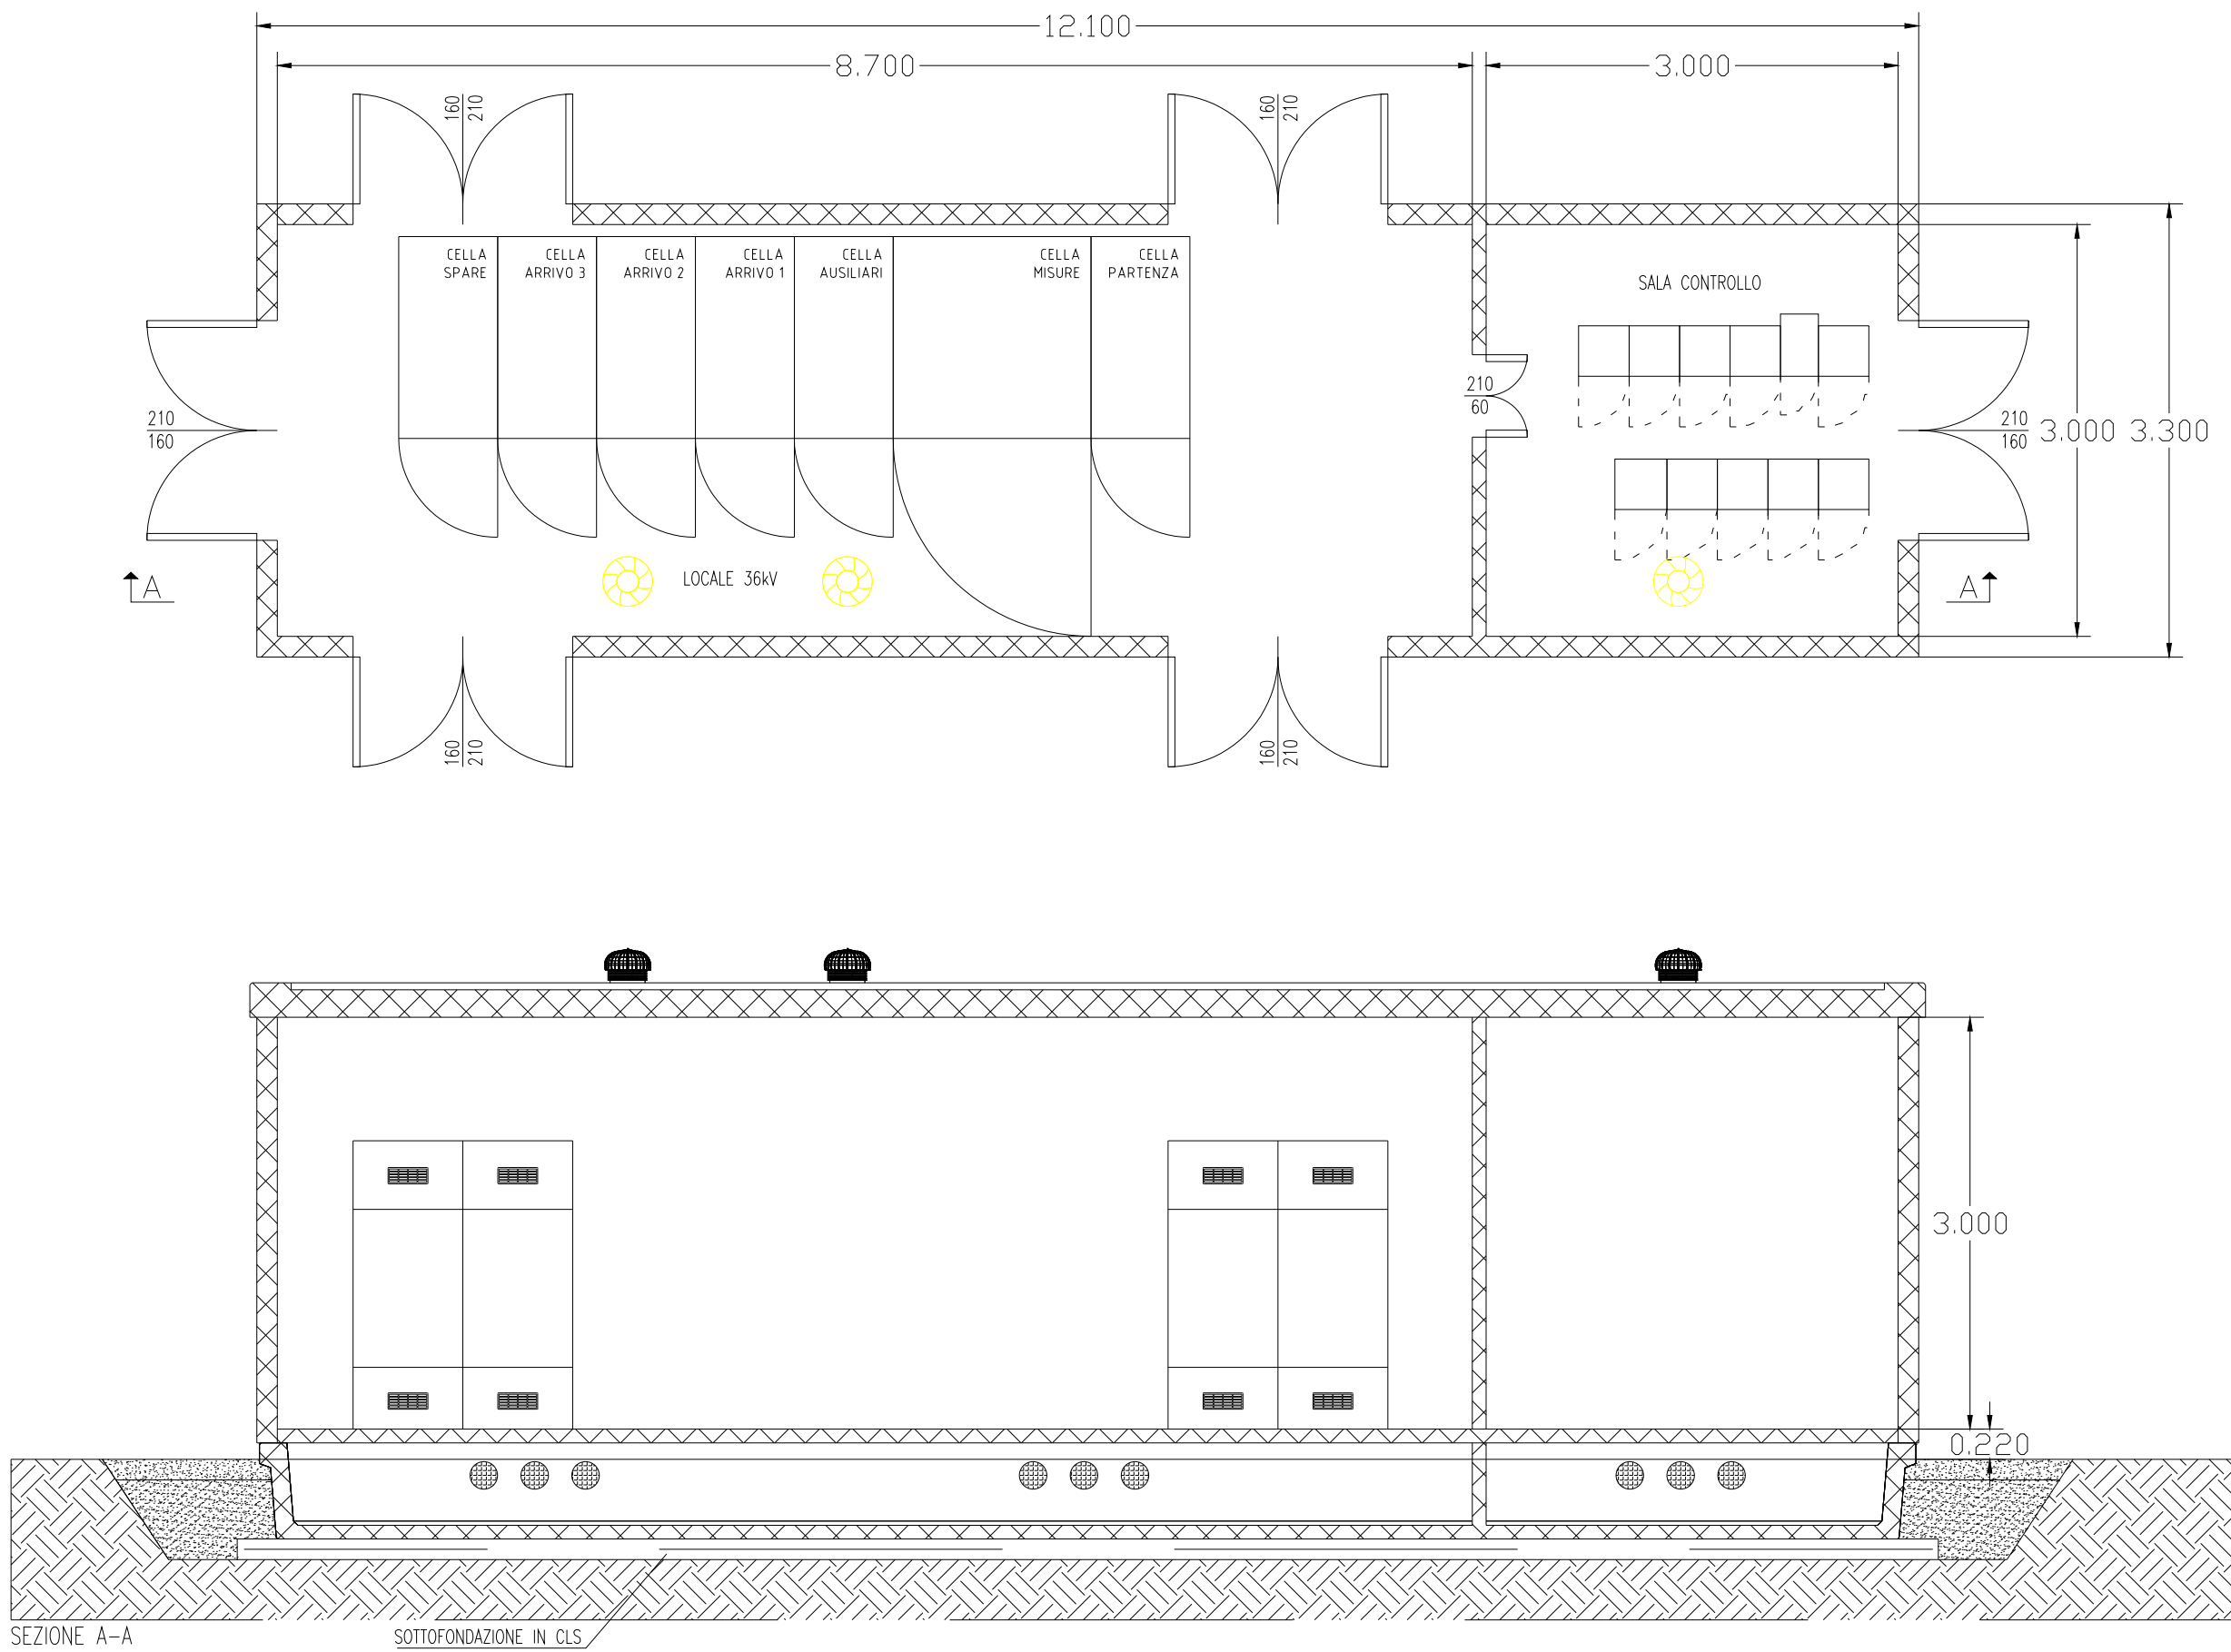 12.100
8.700
3.000
160
210
160
210
CELLA
SPARE
CELLA
ARRIVO 3
CELLA
ARRIVO 2
CELLA
ARRIVO 1
CELLA
AUSILIARI
CELLA
MISURE
CELLA
PARTENZA
SALA CONTROLLO
210
60
210
160
210
160
3.000
3.300
A
LOCALE 36kV
A
160
210
160
210
3.000
0.220
SEZIONE A-A
SOTTOFONDAZIONE IN CLS